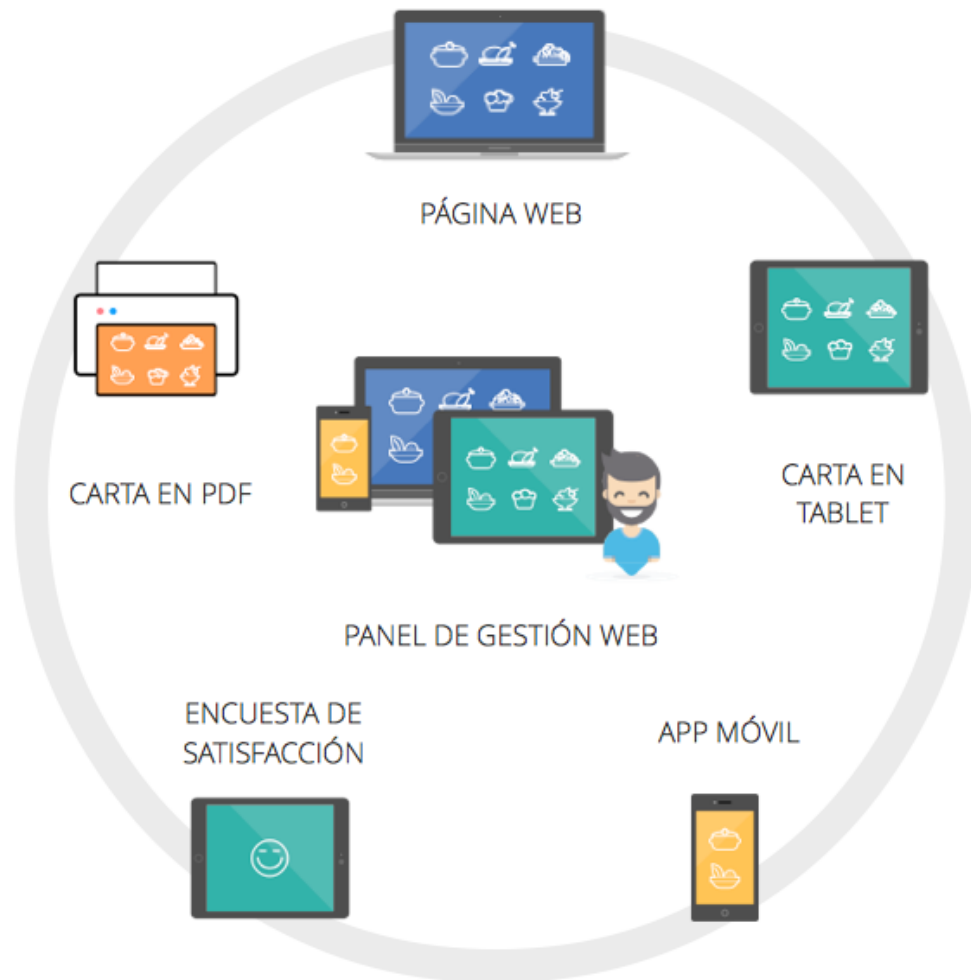 PÁGINA WEB
CARTA EN PDF
CARTA EN
TABLET
PANEL DE GESTIÓN WEB
ENCUESTA DE
SATISFACCIÓN
APP MÓVIL